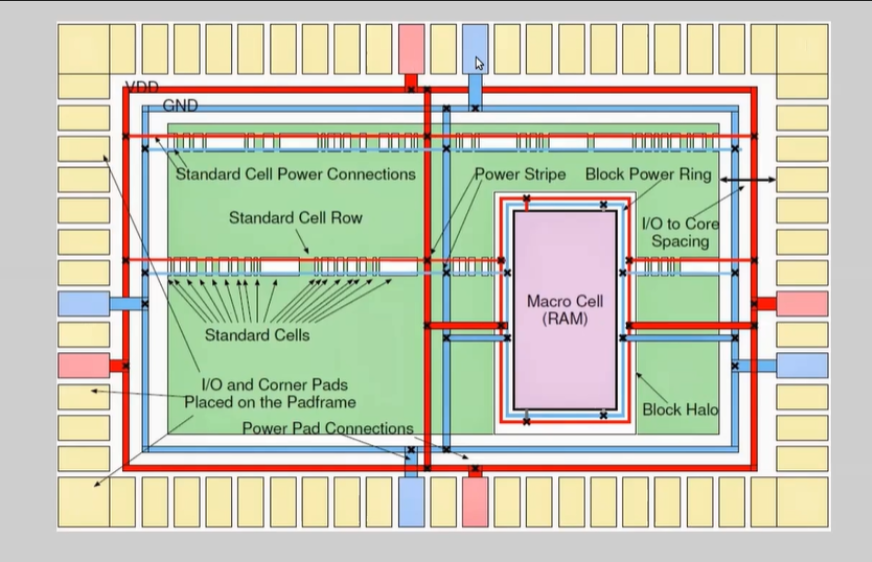 VDD
GND
Standard Cell Power Connections
Power Stripe
Block Power Ring
Standard Cell Row
I/O to Core
Spacing
Macro Cell
(RAM)
Standard Cells
I/O and Corner Pads
Placed on the Padframe
Block Halo
Power Pad Connections